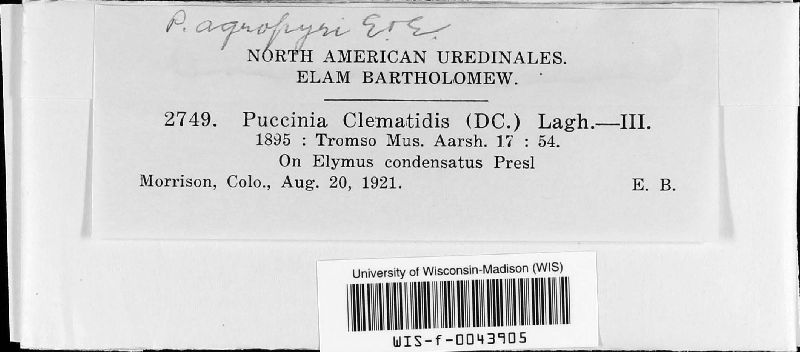 P. agropyri E. & E.
NORTH AMERICAN UREDINALES.
ELAM BARTHOLOMEW.
2749. Puccinia Clematidis (DC.) Lagh.—III.
1895 : Tromso Mus. Aarsh. 17 : 54.
On Elymus condensatus Presl
Morrison, Colo., Aug. 20, 1921. E. B.
University of Wisconsin-Madison (WIS)
WIS-f-0043905